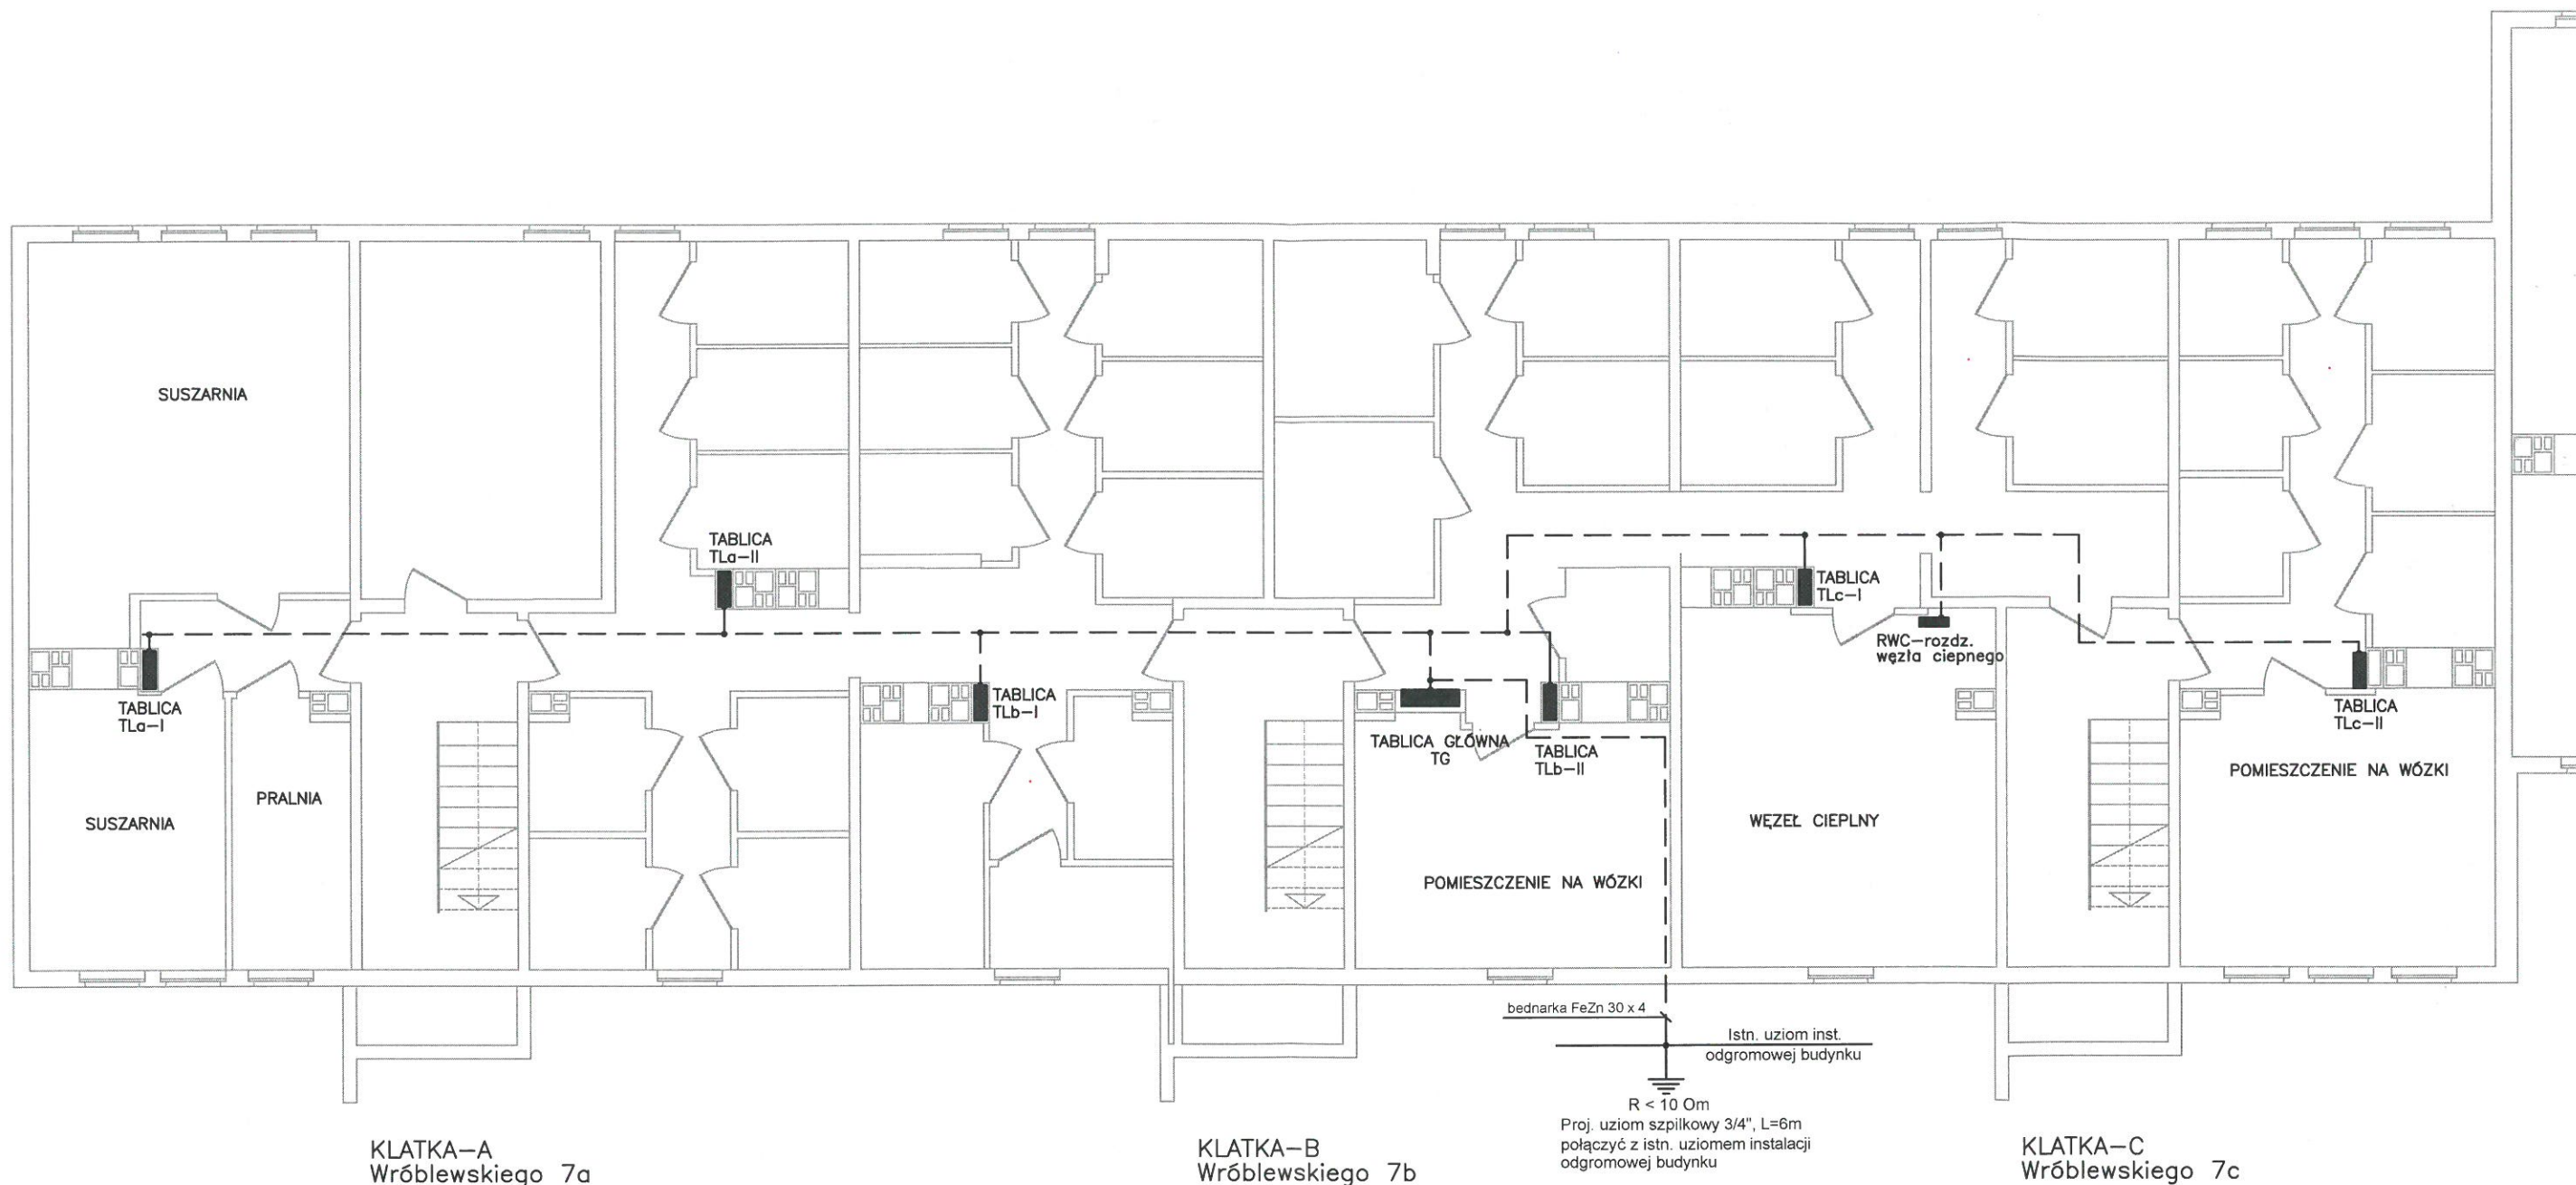 SUSZARNIA
TABLICA
TLa-II
TABLICA
TLc-I
RWC-rozdz.
węzła ciepnego
TABLICA
TLa-I
TABLICA
TLb-I
TABLICA GŁÓWNA
TG
TABLICA
TLb-II
TABLICA
TLc-II
SUSZARNIA
PRALNIA
POMIESZCZENIE NA WÓZKI
WĘZEŁ CIEPLNY
POMIESZCZENIE NA WÓZKI
bednarka FeZn 30 x 4
Istn. uziom inst.
odgromowej budynku
R < 10 Om
Proj. uziom szpilkowy 3/4", L=6m
połączyć z istn. uziomem instalacji
odgromowej budynku
KLATKA-A
Wróblewskiego 7a
KLATKA-B
Wróblewskiego 7b
KLATKA-C
Wróblewskiego 7c